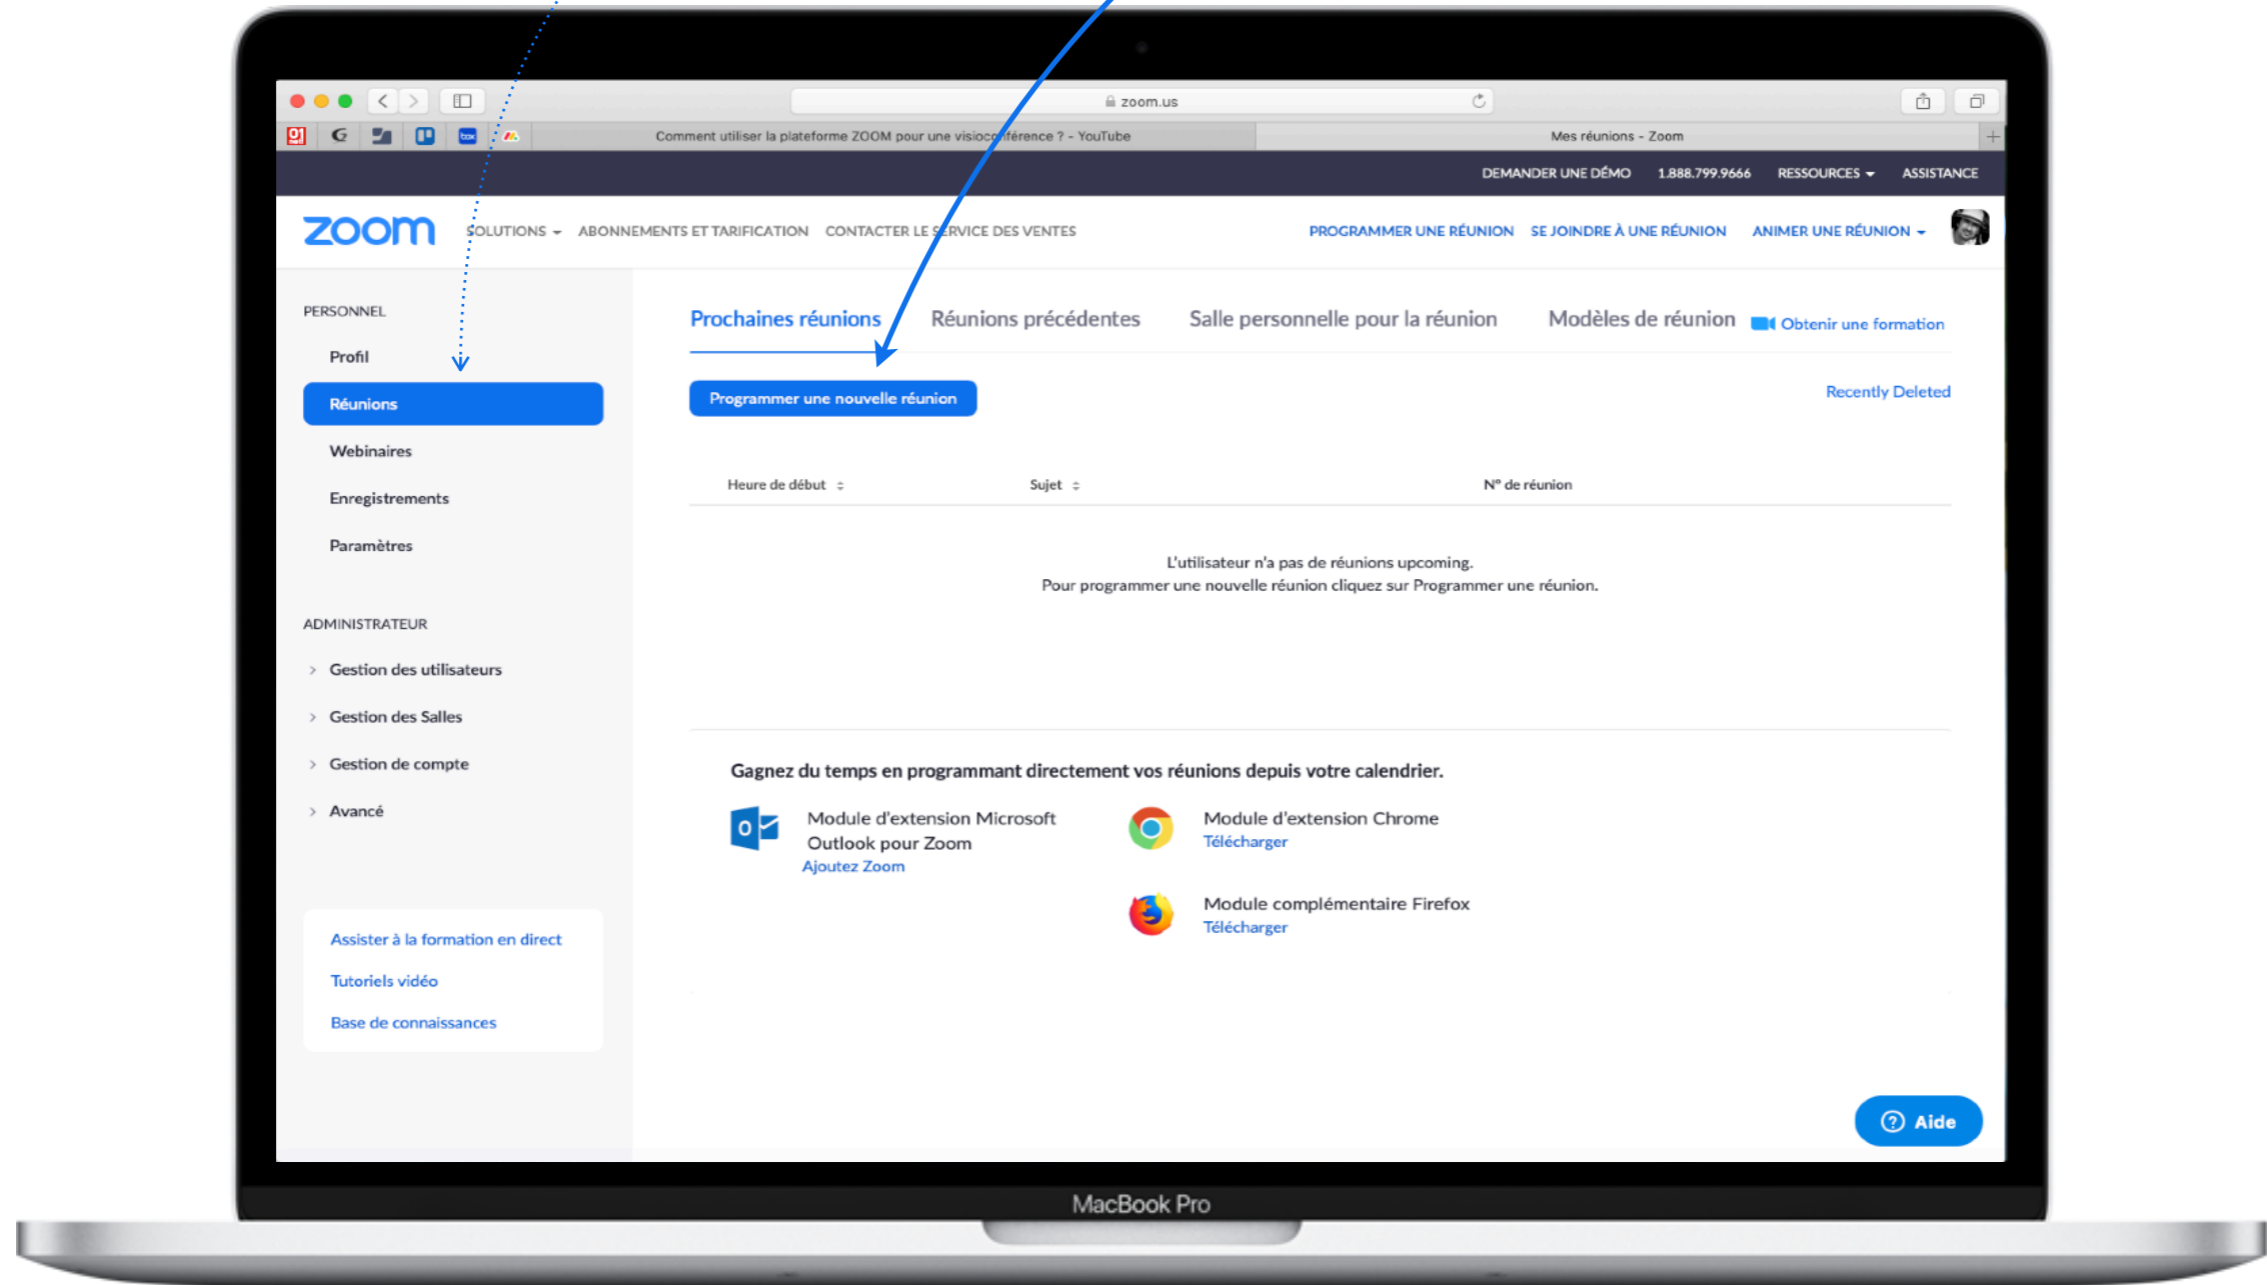 zoom.us
Comment utiliser la plateforme ZOOM pour une visioconférence ? - YouTube
Mes réunions - Zoom
DEMANDER UNE DÉMO 1.888.799.9666 RESSOURCES ASSISTANCE
zoom SOLUTIONS ABONNEMENTS ET TARIFICATION CONTACTER LE SERVICE DES VENTES PROGRAMMER UNE RÉUNION SE JOINDRE À UNE RÉUNION ANIMER UNE RÉUNION
PERSONNEL
Profil
Réunions
Webinaires
Enregistrements
Paramètres
ADMINISTRATEUR
Gestion des utilisateurs
Gestion des Salles
Gestion de compte
Avancé
Assister à la formation en direct
Tutoriels vidéo
Base de connaissances
Prochaines réunions Réunions précédentes Salle personnelle pour la réunion Modèles de réunion Obtenir une formation
Programmer une nouvelle réunion
Recently Deleted
Heure de début Sujet N° de réunion
L'utilisateur n'a pas de réunions upcoming.
Pour programmer une nouvelle réunion cliquez sur Programmer une réunion.
Gagnez du temps en programmant directement vos réunions depuis votre calendrier.
Module d'extension Microsoft
Outlook pour Zoom
Ajoutez Zoom
Module d'extension Chrome
Télécharger
Module complémentaire Firefox
Télécharger
Aide
MacBook Pro